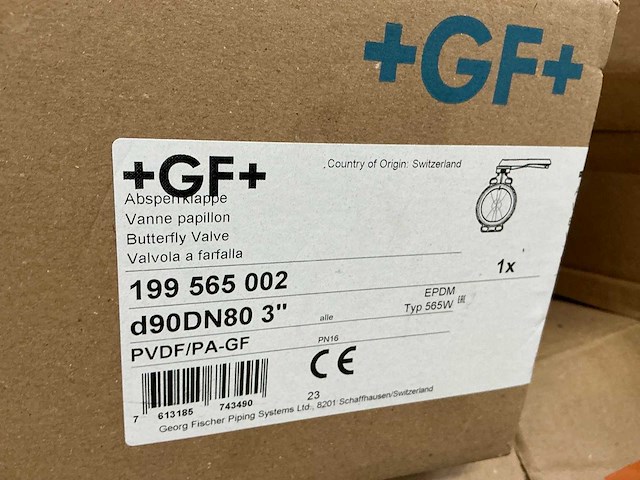 +GF+
+GF+
Country of Origin: Switzerland
Absperrklappe
Vanne papillon
Butterfly Valve
Valvola a farfalla
199 565 002
1x
d90DN80 3" alle EPDM
Typ 565W EAC
PVDF/PA-GF PN16
CE
7 613185 743490
23
Georg Fischer Piping Systems Ltd., 8201 Schaffhausen/Switzerland